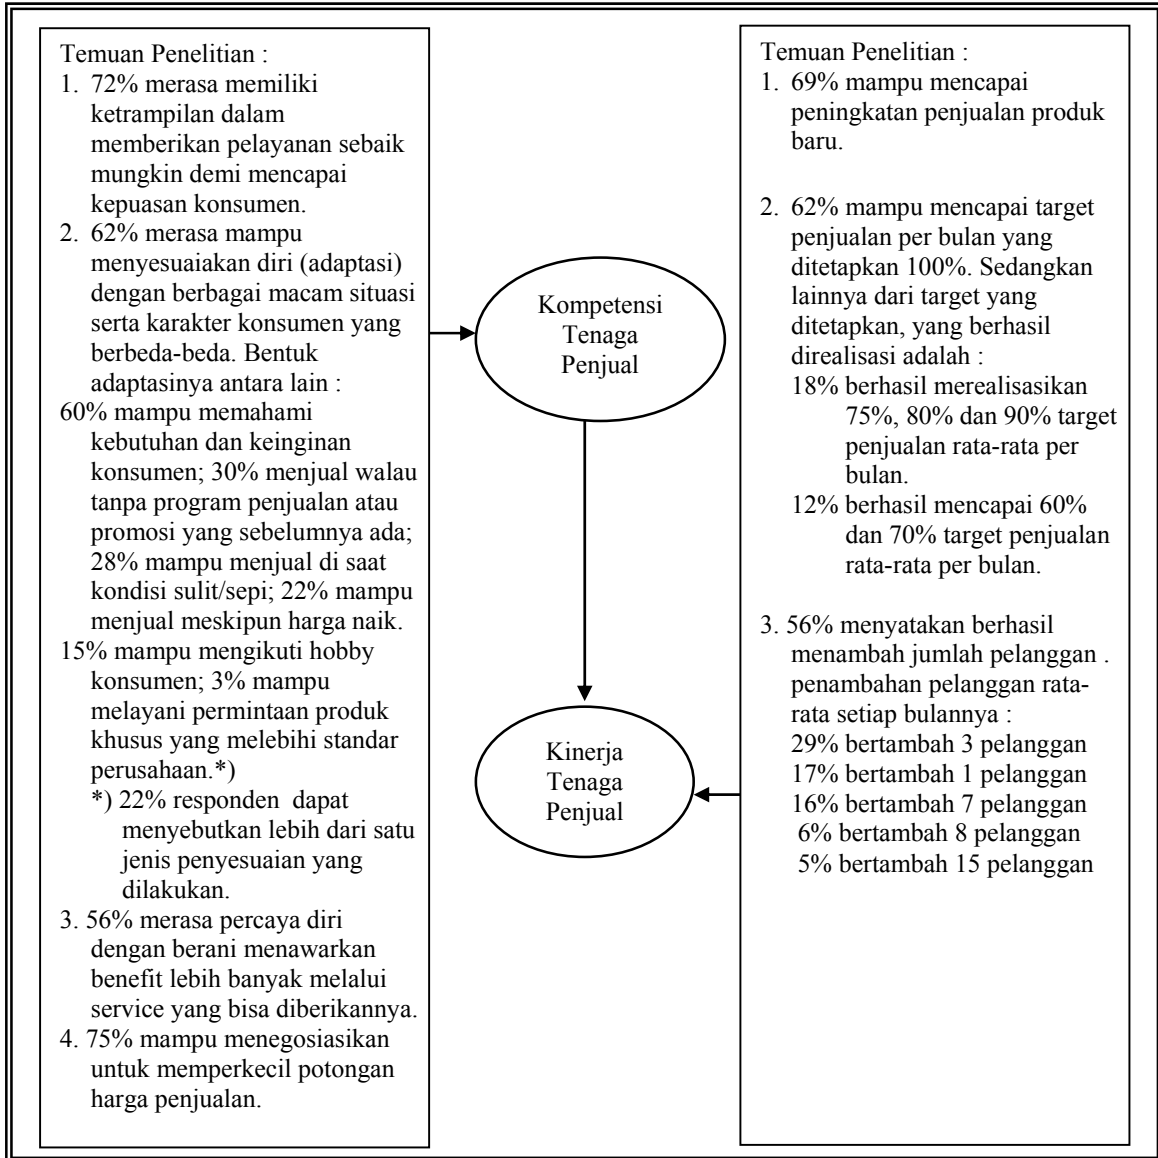 Temuan Penelitian :
1. 72% merasa memiliki
ketrampilan dalam
memberikan pelayanan sebaik
mungkin demi mencapai
kepuasan konsumen.
2. 62% merasa mampu
menyesuaiakan diri (adaptasi)
dengan berbagai macam situasi
serta karakter konsumen yang
berbeda-beda. Bentuk
adaptasinya antara lain :
60% mampu memahami
kebutuhan dan keinginan
konsumen; 30% menjual walau
tanpa program penjualan atau
promosi yang sebelumnya ada;
28% mampu menjual di saat
kondisi sulit/sepi; 22% mampu
menjual meskipun harga naik.
15% mampu mengikuti hobby
konsumen; 3% mampu
melayani permintaan produk
khusus yang melebihi standar
perusahaan.*)
*) 22% responden dapat
menyebutkan lebih dari satu
jenis penyesuaian yang
dilakukan.
3. 56% merasa percaya diri
dengan berani menawarkan
benefit lebih banyak melalui
service yang bisa diberikannya.
4. 75% mampu menegosiasikan
untuk memperkecil potongan
harga penjualan.
Kompetensi
Tenaga
Penjual
Kinerja
Tenaga
Penjual
Temuan Penelitian :
1. 69% mampu mencapai
peningkatan penjualan produk
baru.
2. 62% mampu mencapai target
penjualan per bulan yang
ditetapkan 100%. Sedangkan
lainnya dari target yang
ditetapkan, yang berhasil
direalisasi adalah :
18% berhasil merealisasikan
75%, 80% dan 90% target
penjualan rata-rata per
bulan.
12% berhasil mencapai 60%
dan 70% target penjualan
rata-rata per bulan.
3. 56% menyatakan berhasil
menambah jumlah pelanggan .
penambahan pelanggan rata-
rata setiap bulannya :
29% bertambah 3 pelanggan
17% bertambah 1 pelanggan
16% bertambah 7 pelanggan
6% bertambah 8 pelanggan
5% bertambah 15 pelanggan